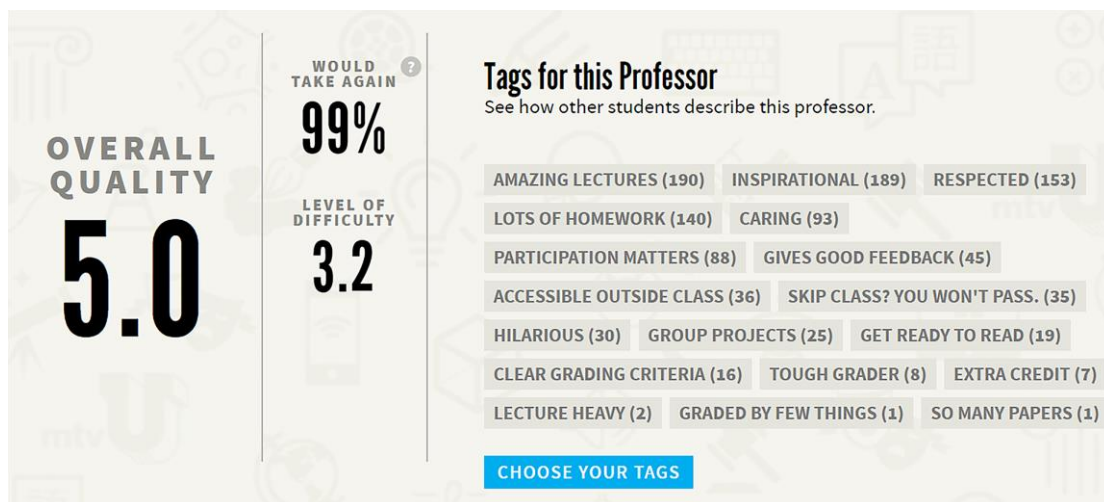 OVERALL
QUALITY
5.0
WOULD
TAKE AGAIN ?
99%
LEVEL OF
DIFFICULTY
3.2
Tags for this Professor
See how other students describe this professor.
AMAZING LECTURES (190) INSPIRATIONAL (189) RESPECTED (153)
LOTS OF HOMEWORK (140) CARING (93)
PARTICIPATION MATTERS (88) GIVES GOOD FEEDBACK (45)
ACCESSIBLE OUTSIDE CLASS (36) SKIP CLASS? YOU WON'T PASS. (35)
HILARIOUS (30) GROUP PROJECTS (25) GET READY TO READ (19)
CLEAR GRADING CRITERIA (16) TOUGH GRADER (8) EXTRA CREDIT (7)
LECTURE HEAVY (2) GRADED BY FEW THINGS (1) SO MANY PAPERS (1)
CHOOSE YOUR TAGS
mtv U
mtv
A 語